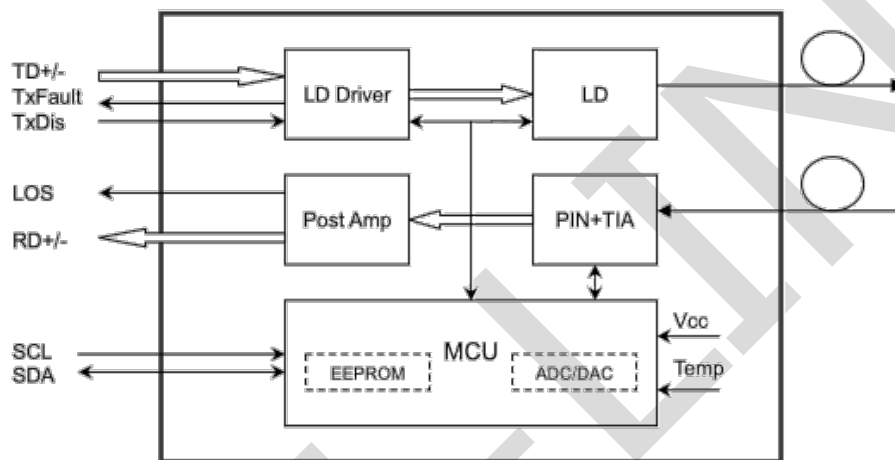 TD+/-
TxFault
TxDis
LD Driver
LD
LOS
RD+/-
Post Amp
PIN+TIA
SCL
SDA
MCU
EEPROM
ADC/DAC
Vcc
Temp